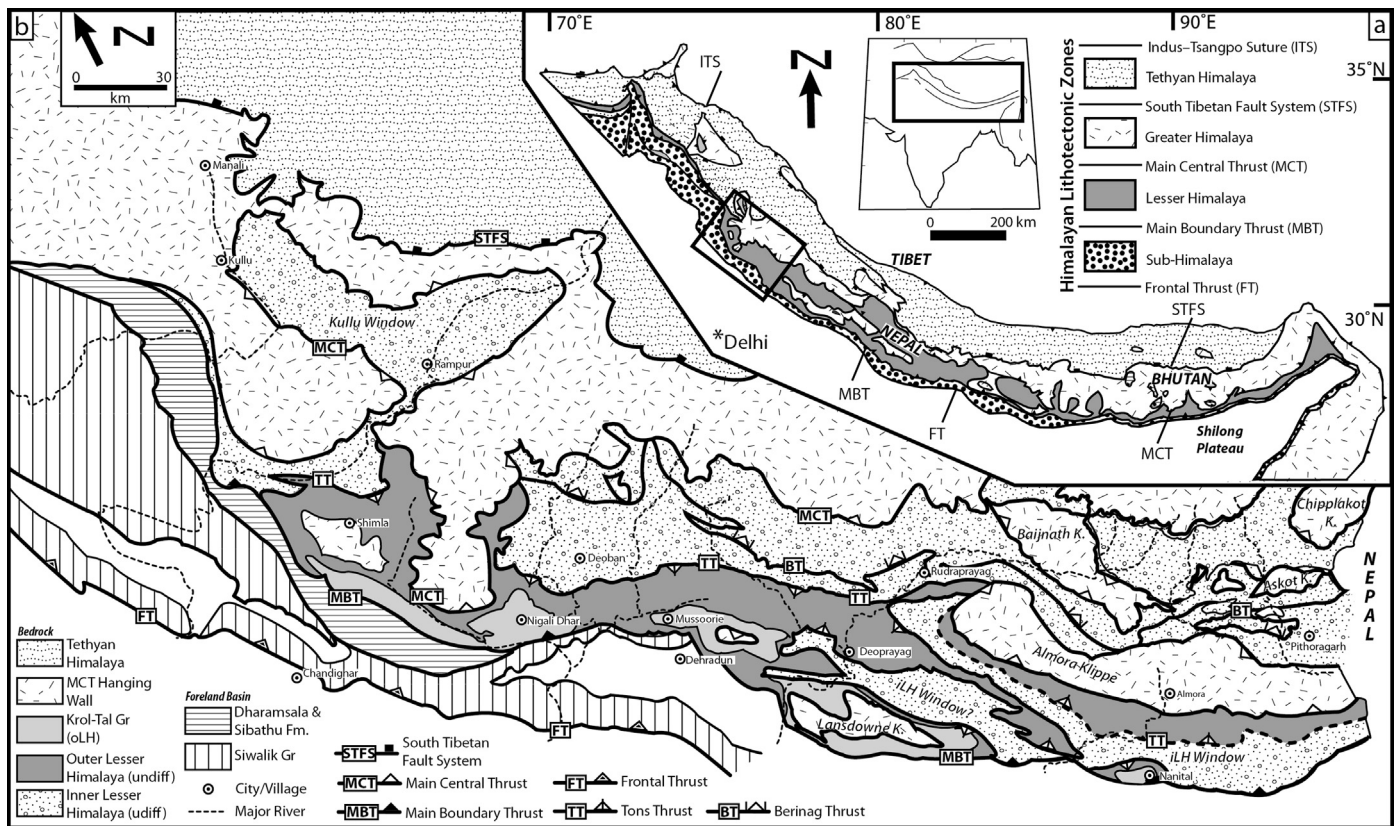 b
N
0 30
km
70°E
80°E
90°E
a
35°N
30°N
ITS
N
0 200 km
TIBET
NEPAL
BHUTAN
STFS
MBT
FT
MCT
Shilong
Plateau
*Delhi
Himalayan Lithotectonic Zones
Indus–Tsangpo Suture (ITS)
Tethyan Himalaya
South Tibetan Fault System (STFS)
Greater Himalaya
Main Central Thrust (MCT)
Lesser Himalaya
Main Boundary Thrust (MBT)
Sub-Himalaya
Frontal Thrust (FT)
Manali
Kullu
STFS
Kullu Window
MCT
Rampur
TT
Shimla
MBT
MCT
FT
Chandighar
Nigali Dhar
Deoban
TT
Mussoorie
Dehradun
FT
MCT
BT
TT
Rudraprayag
Deoprayag
iLH Window?
Lansdowne K.
MBT
Baijnath K.
Chipplakot
K.
Askot K.
BT
Pithoragarh
NEPAL
Almora Klippe
Almora
TT
iLH Window
Nanital
Bedrock
Tethyan
Himalaya
MCT Hanging
Wall
Krol-Tal Gr
(oLH)
Outer Lesser
Himalaya (undiff)
Inner Lesser
Himalaya (udiff)
Foreland Basin
Dharamsala &
Sibathu Fm.
Siwalik Gr
City/Village
Major River
STFS South Tibetan
Fault System
MCT Main Central Thrust
MBT Main Boundary Thrust
FT Frontal Thrust
TT Tons Thrust
BT Berinag Thrust